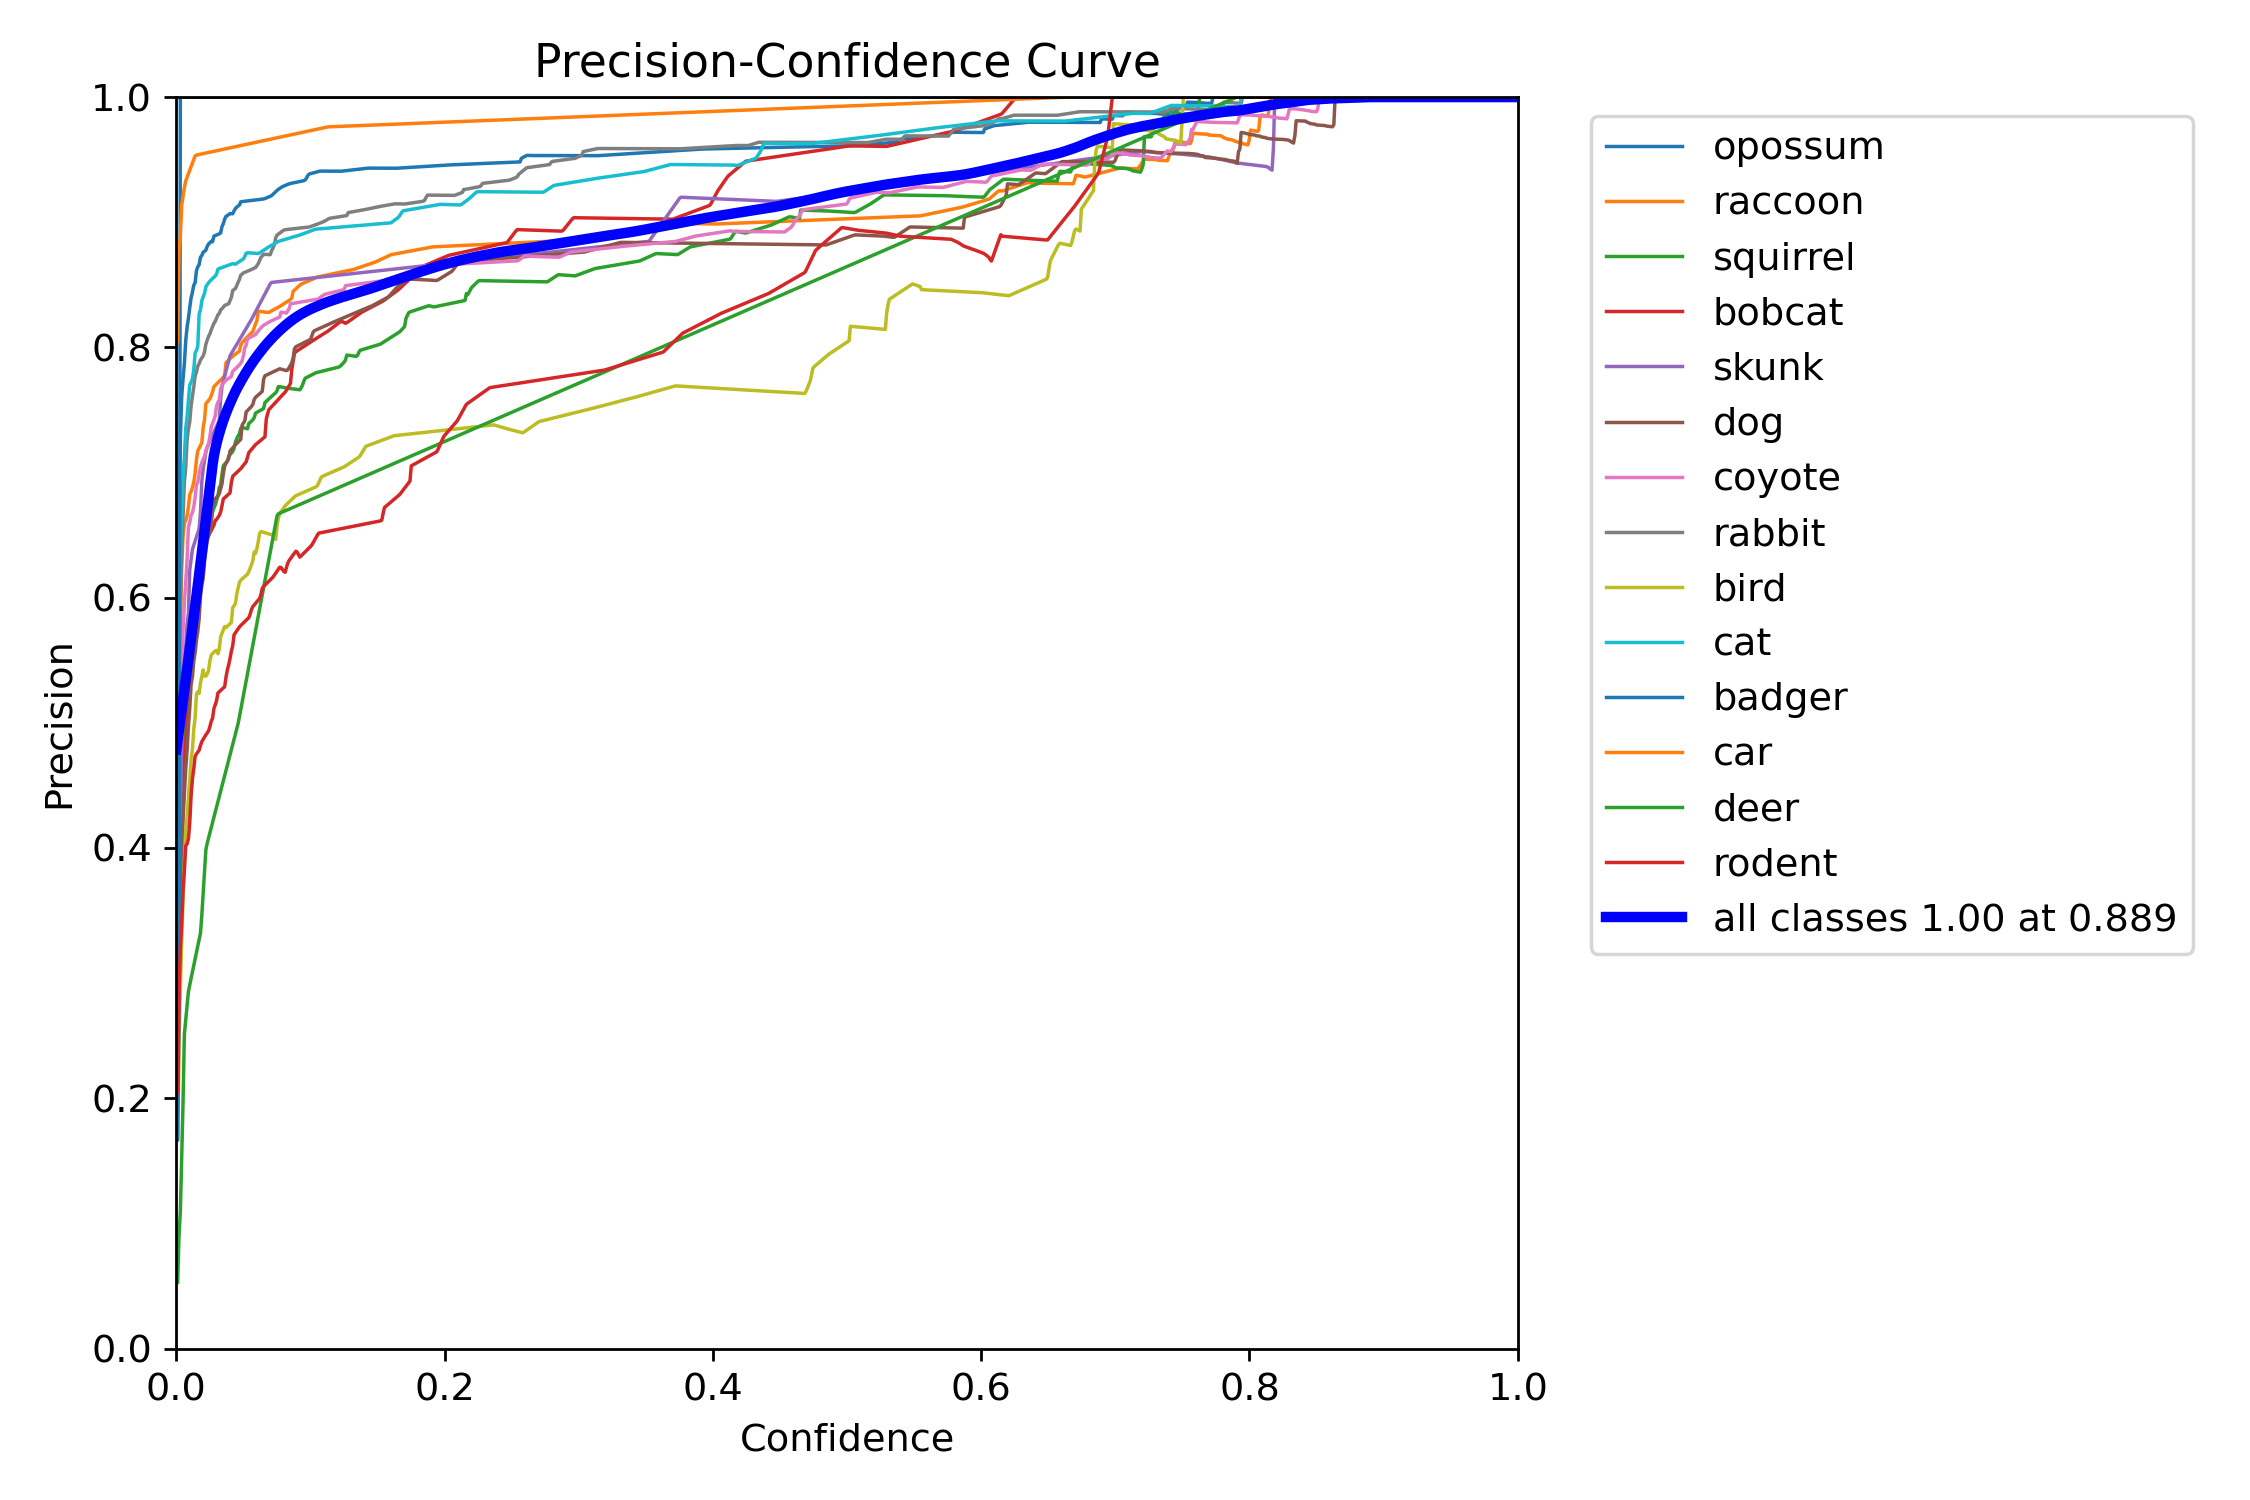 Precision-Confidence Curve
1.0
0.8
0.6
0.4
0.2
0.0
Precision
0.0 0.2 0.4 0.6 0.8 1.0
Confidence
opossum
raccoon
squirrel
bobcat
skunk
dog
coyote
rabbit
bird
cat
badger
car
deer
rodent
all classes 1.00 at 0.889